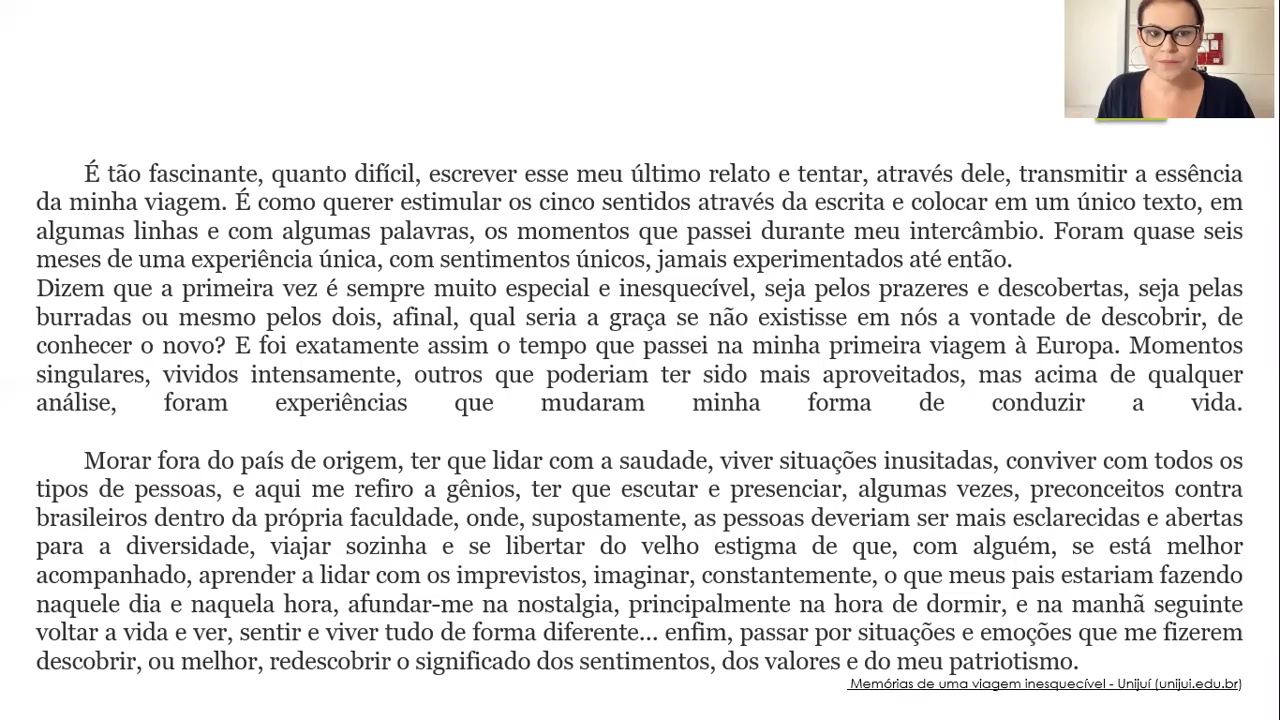 É tão fascinante, quanto difícil, escrever esse meu último relato e tentar, através dele, transmitir a essência
da minha viagem. É como querer estimular os cinco sentidos através da escrita e colocar em um único texto, em
algumas linhas e com algumas palavras, os momentos que passei durante meu intercâmbio. Foram quase seis
meses de uma experiência única, com sentimentos únicos, jamais experimentados até então.
Dizem que a primeira vez é sempre muito especial e inesquecível, seja pelos prazeres e descobertas, seja pelas
burradas ou mesmo pelos dois, afinal, qual seria a graça se não existisse em nós a vontade de descobrir, de
conhecer o novo? E foi exatamente assim o tempo que passei na minha primeira viagem à Europa. Momentos
singulares, vividos intensamente, outros que poderiam ter sido mais aproveitados, mas acima de qualquer
análise, foram experiências que mudaram minha forma de conduzir a vida.
Morar fora do país de origem, ter que lidar com a saudade, viver situações inusitadas, conviver com todos os
tipos de pessoas, e aqui me refiro a gênios, ter que escutar e presenciar, algumas vezes, preconceitos contra
brasileiros dentro da própria faculdade, onde, supostamente, as pessoas deveriam ser mais esclarecidas e abertas
para a diversidade, viajar sozinha e se libertar do velho estigma de que, com alguém, se está melhor
acompanhado, aprender a lidar com os imprevistos, imaginar, constantemente, o que meus pais estariam fazendo
naquele dia e naquela hora, afundar-me na nostalgia, principalmente na hora de dormir, e na manhã seguinte
voltar a vida e ver, sentir e viver tudo de forma diferente... enfim, passar por situações e emoções que me fizerem
descobrir, ou melhor, redescobrir o significado dos sentimentos, dos valores e do meu patriotismo.
Memórias de uma viagem inesquecível - Unijuí (unijui.edu.br)